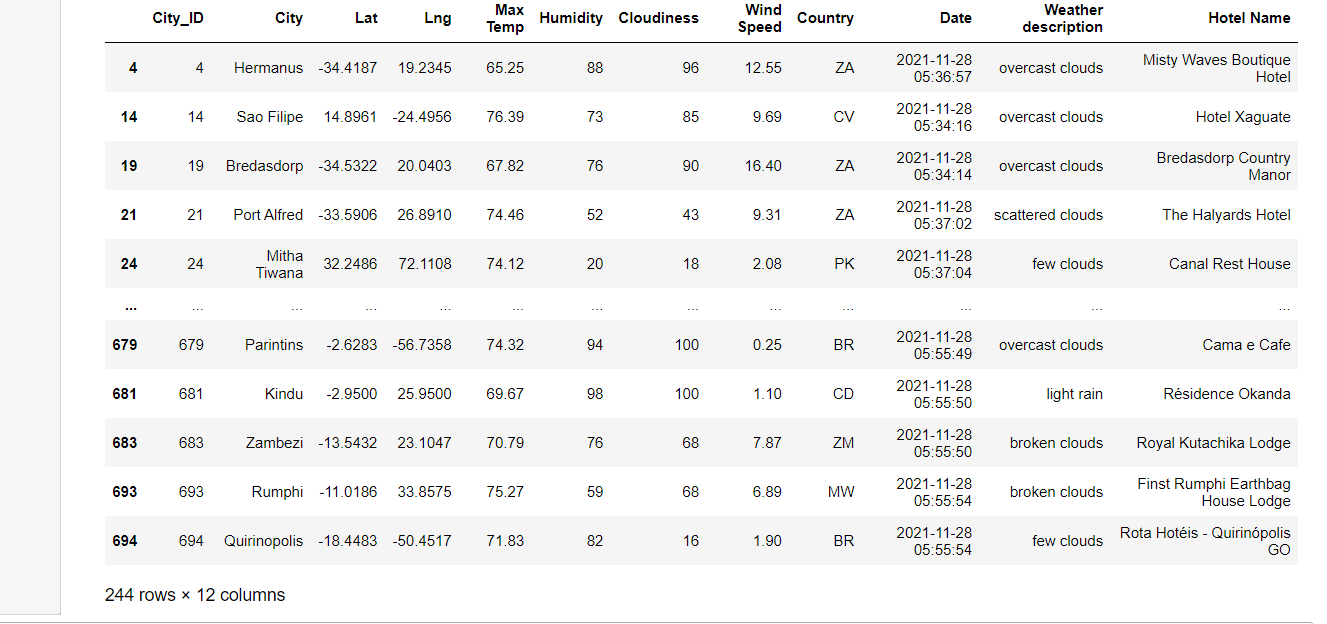 City_ID City Lat Lng Max Temp Humidity Cloudiness Wind Speed Country Date Weather description Hotel Name
4 4 Hermanus -34.4187 19.2345 65.25 88 96 12.55 ZA 2021-11-28 05:36:57 overcast clouds Misty Waves Boutique Hotel
14 14 Sao Filipe 14.8961 -24.4956 76.39 73 85 9.69 CV 2021-11-28 05:34:16 overcast clouds Hotel Xaguate
19 19 Bredasdorp -34.5322 20.0403 67.82 76 90 16.40 ZA 2021-11-28 05:34:14 overcast clouds Bredasdorp Country Manor
21 21 Port Alfred -33.5906 26.8910 74.46 52 43 9.31 ZA 2021-11-28 05:37:02 scattered clouds The Halyards Hotel
24 24 Mitha Tiwana 32.2486 72.1108 74.12 20 18 2.08 PK 2021-11-28 05:37:04 few clouds Canal Rest House
... ... ... ... ... ... ... ... ... ... ... ... ...
679 679 Parintins -2.6283 -56.7358 74.32 94 100 0.25 BR 2021-11-28 05:55:49 overcast clouds Cama e Cafe
681 681 Kindu -2.9500 25.9500 69.67 98 100 1.10 CD 2021-11-28 05:55:50 light rain Résidence Okanda
683 683 Zambezi -13.5432 23.1047 70.79 76 68 7.87 ZM 2021-11-28 05:55:50 broken clouds Royal Kutachika Lodge
693 693 Rumphi -11.0186 33.8575 75.27 59 68 6.89 MW 2021-11-28 05:55:54 broken clouds Finst Rumphi Earthbag House Lodge
694 694 Quirinopolis -18.4483 -50.4517 71.83 82 16 1.90 BR 2021-11-28 05:55:54 few clouds Rota Hotéis - Quirinópolis GO
244 rows × 12 columns